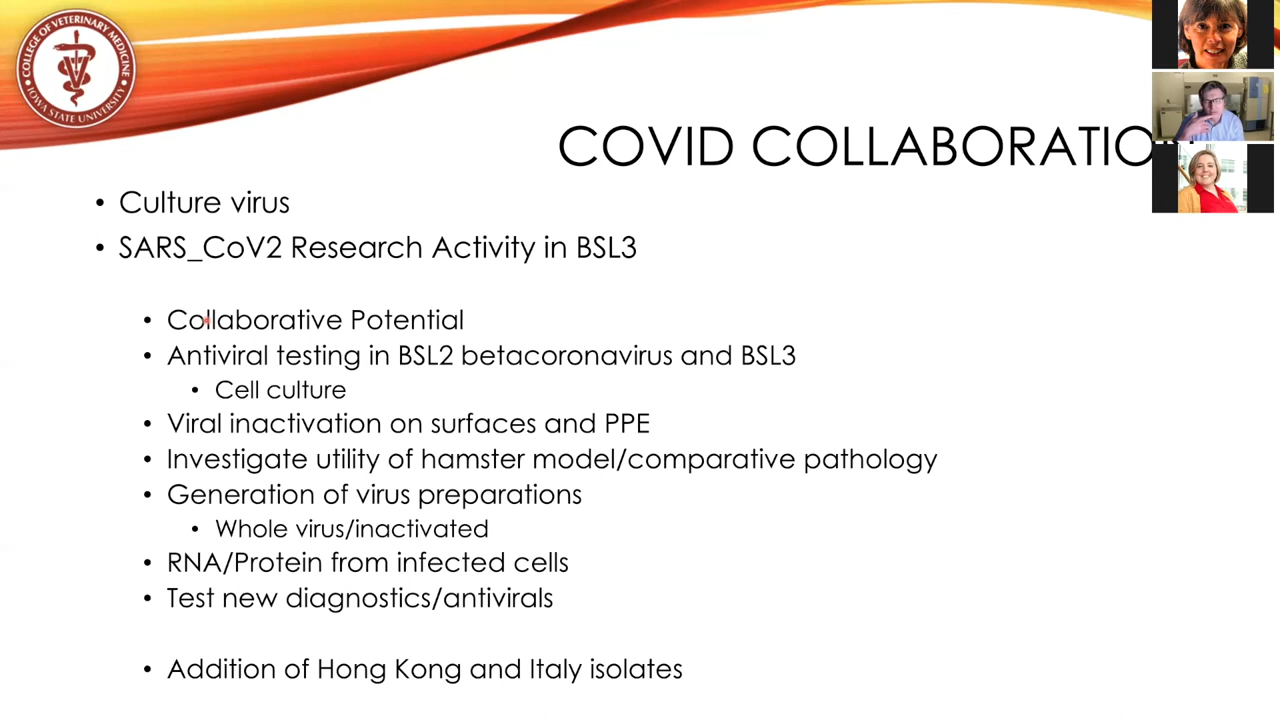 COLLEGE OF VETERINARY MEDICINE
IOWA STATE UNIVERSITY
COVID COLLABORATIO
• Culture virus
• SARS_CoV2 Research Activity in BSL3
• Collaborative Potential
• Antiviral testing in BSL2 betacoronavirus and BSL3
• Cell culture
• Viral inactivation on surfaces and PPE
• Investigate utility of hamster model/comparative pathology
• Generation of virus preparations
• Whole virus/inactivated
• RNA/Protein from infected cells
• Test new diagnostics/antivirals
• Addition of Hong Kong and Italy isolates